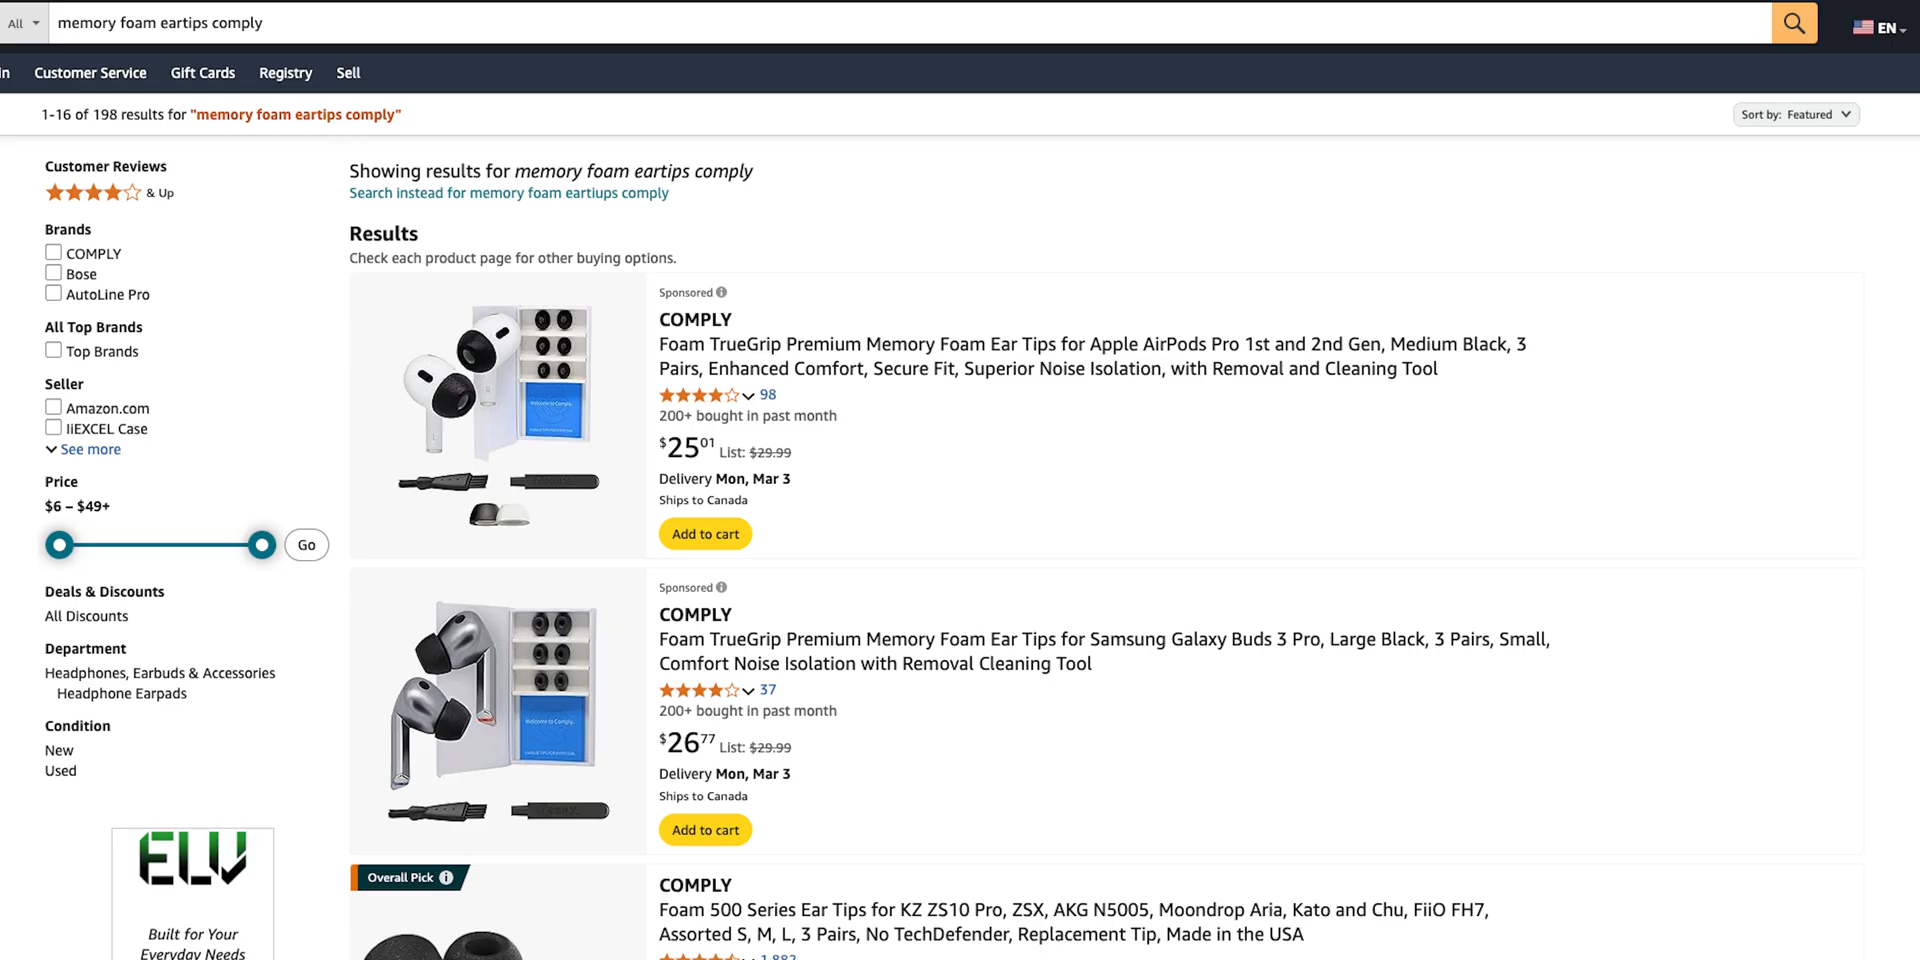 All
memory foam eartips comply
EN
in Customer Service Gift Cards Registry Sell
1-16 of 198 results for "memory foam eartips comply"
Sort by: Featured
Customer Reviews
& Up
Brands
COMPLY
Bose
AutoLine Pro
All Top Brands
Top Brands
Seller
Amazon.com
IiEXCEL Case
See more
Price
$6 – $49+
Go
Deals & Discounts
All Discounts
Department
Headphones, Earbuds & Accessories
Headphone Earpads
Condition
New
Used
ELV
Built for Your
Everyday Needs
Showing results for memory foam eartips comply
Search instead for memory foam eartiups comply
Results
Check each product page for other buying options.
Welcome to Comply.
Sponsored
COMPLY
Foam TrueGrip Premium Memory Foam Ear Tips for Apple AirPods Pro 1st and 2nd Gen, Medium Black, 3
Pairs, Enhanced Comfort, Secure Fit, Superior Noise Isolation, with Removal and Cleaning Tool
98
200+ bought in past month
$25 01 List: $29.99
Delivery Mon, Mar 3
Ships to Canada
Add to cart
Welcome to Comply.
Sponsored
COMPLY
Foam TrueGrip Premium Memory Foam Ear Tips for Samsung Galaxy Buds 3 Pro, Large Black, 3 Pairs, Small,
Comfort Noise Isolation with Removal Cleaning Tool
37
200+ bought in past month
$26 77 List: $29.99
Delivery Mon, Mar 3
Ships to Canada
Add to cart
Overall Pick
COMPLY
Foam 500 Series Ear Tips for KZ ZS10 Pro, ZSX, AKG N5005, Moondrop Aria, Kato and Chu, FiiO FH7,
Assorted S, M, L, 3 Pairs, No TechDefender, Replacement Tip, Made in the USA
1,882